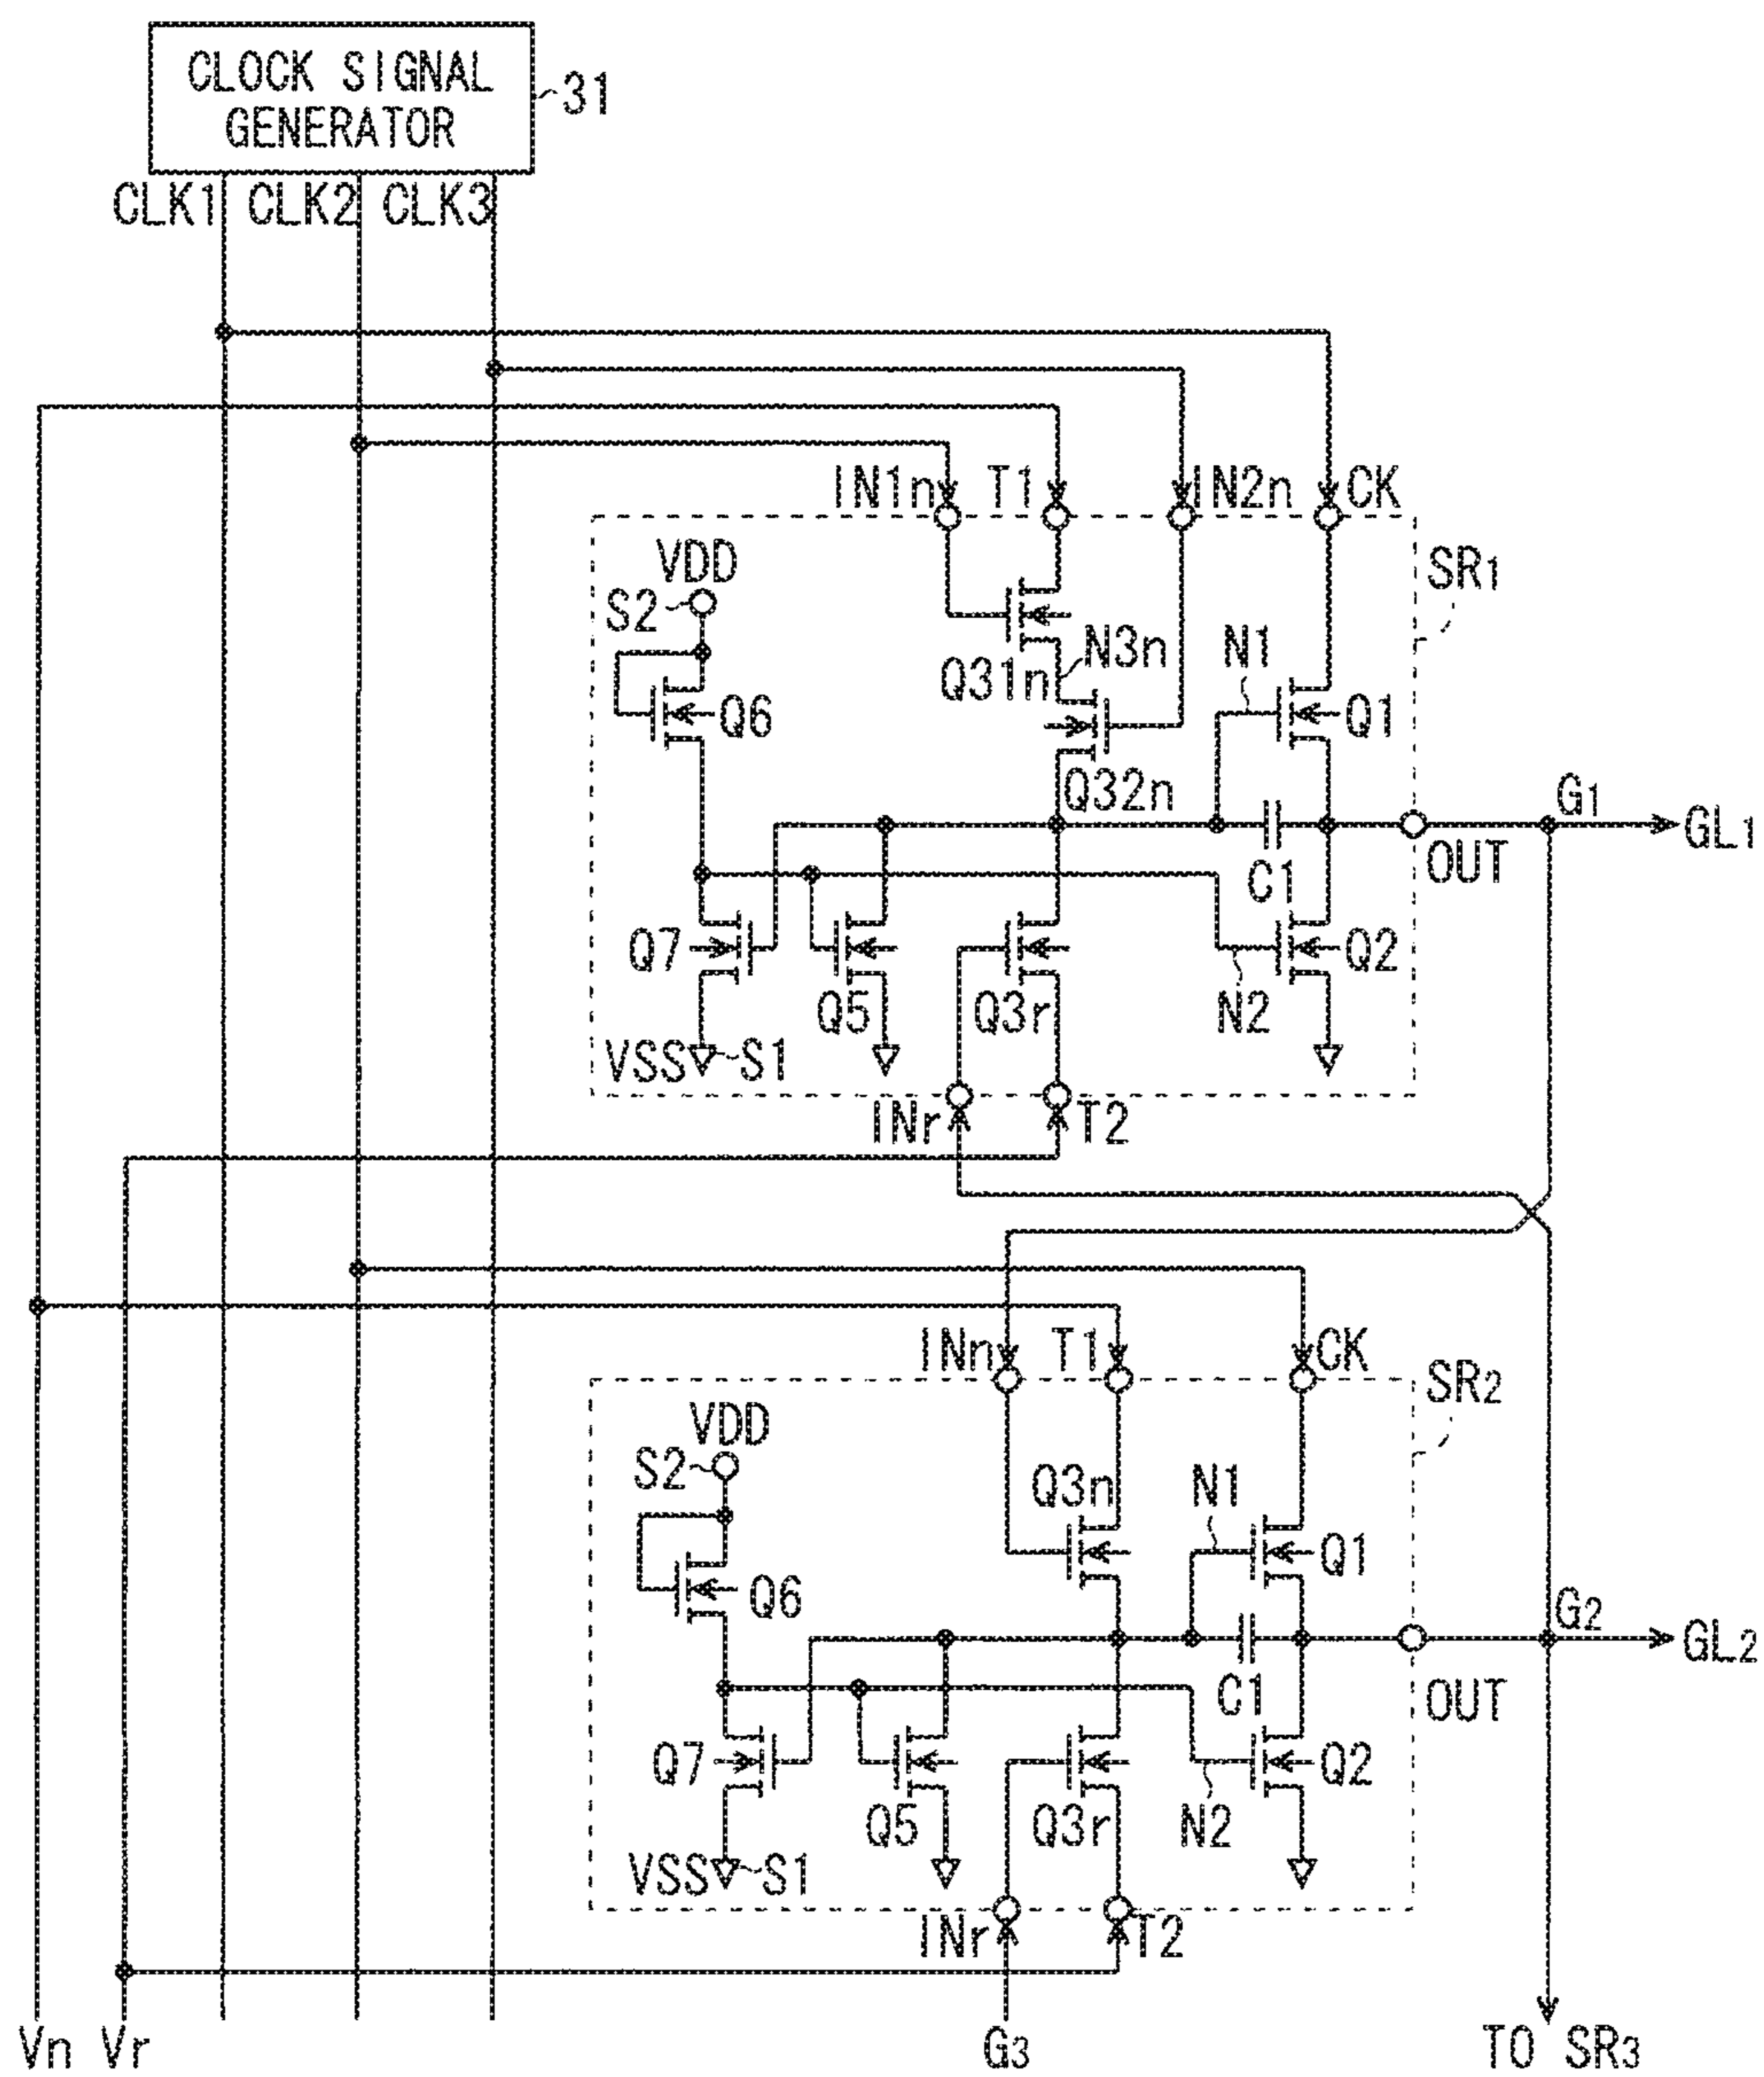 CLOCK SIGNAL
GENERATOR
31
CLK1 CLK2 CLK3
IN1n T1 IN2n CK
SR1
VDD
S2
Q31n
N3n
N1
Q6
Q1
Q32n
G1
GL1
C1
OUT
Q7
Q5
Q3r
N2
Q2
VSS
S1
INr
T2
INn T1 CK
SR2
VDD
S2
Q3n
N1
Q6
Q1
G2
GL2
C1
OUT
Q7
Q5
Q3r
N2
Q2
VSS
S1
INr
T2
Vn Vr
G3
TO SR3